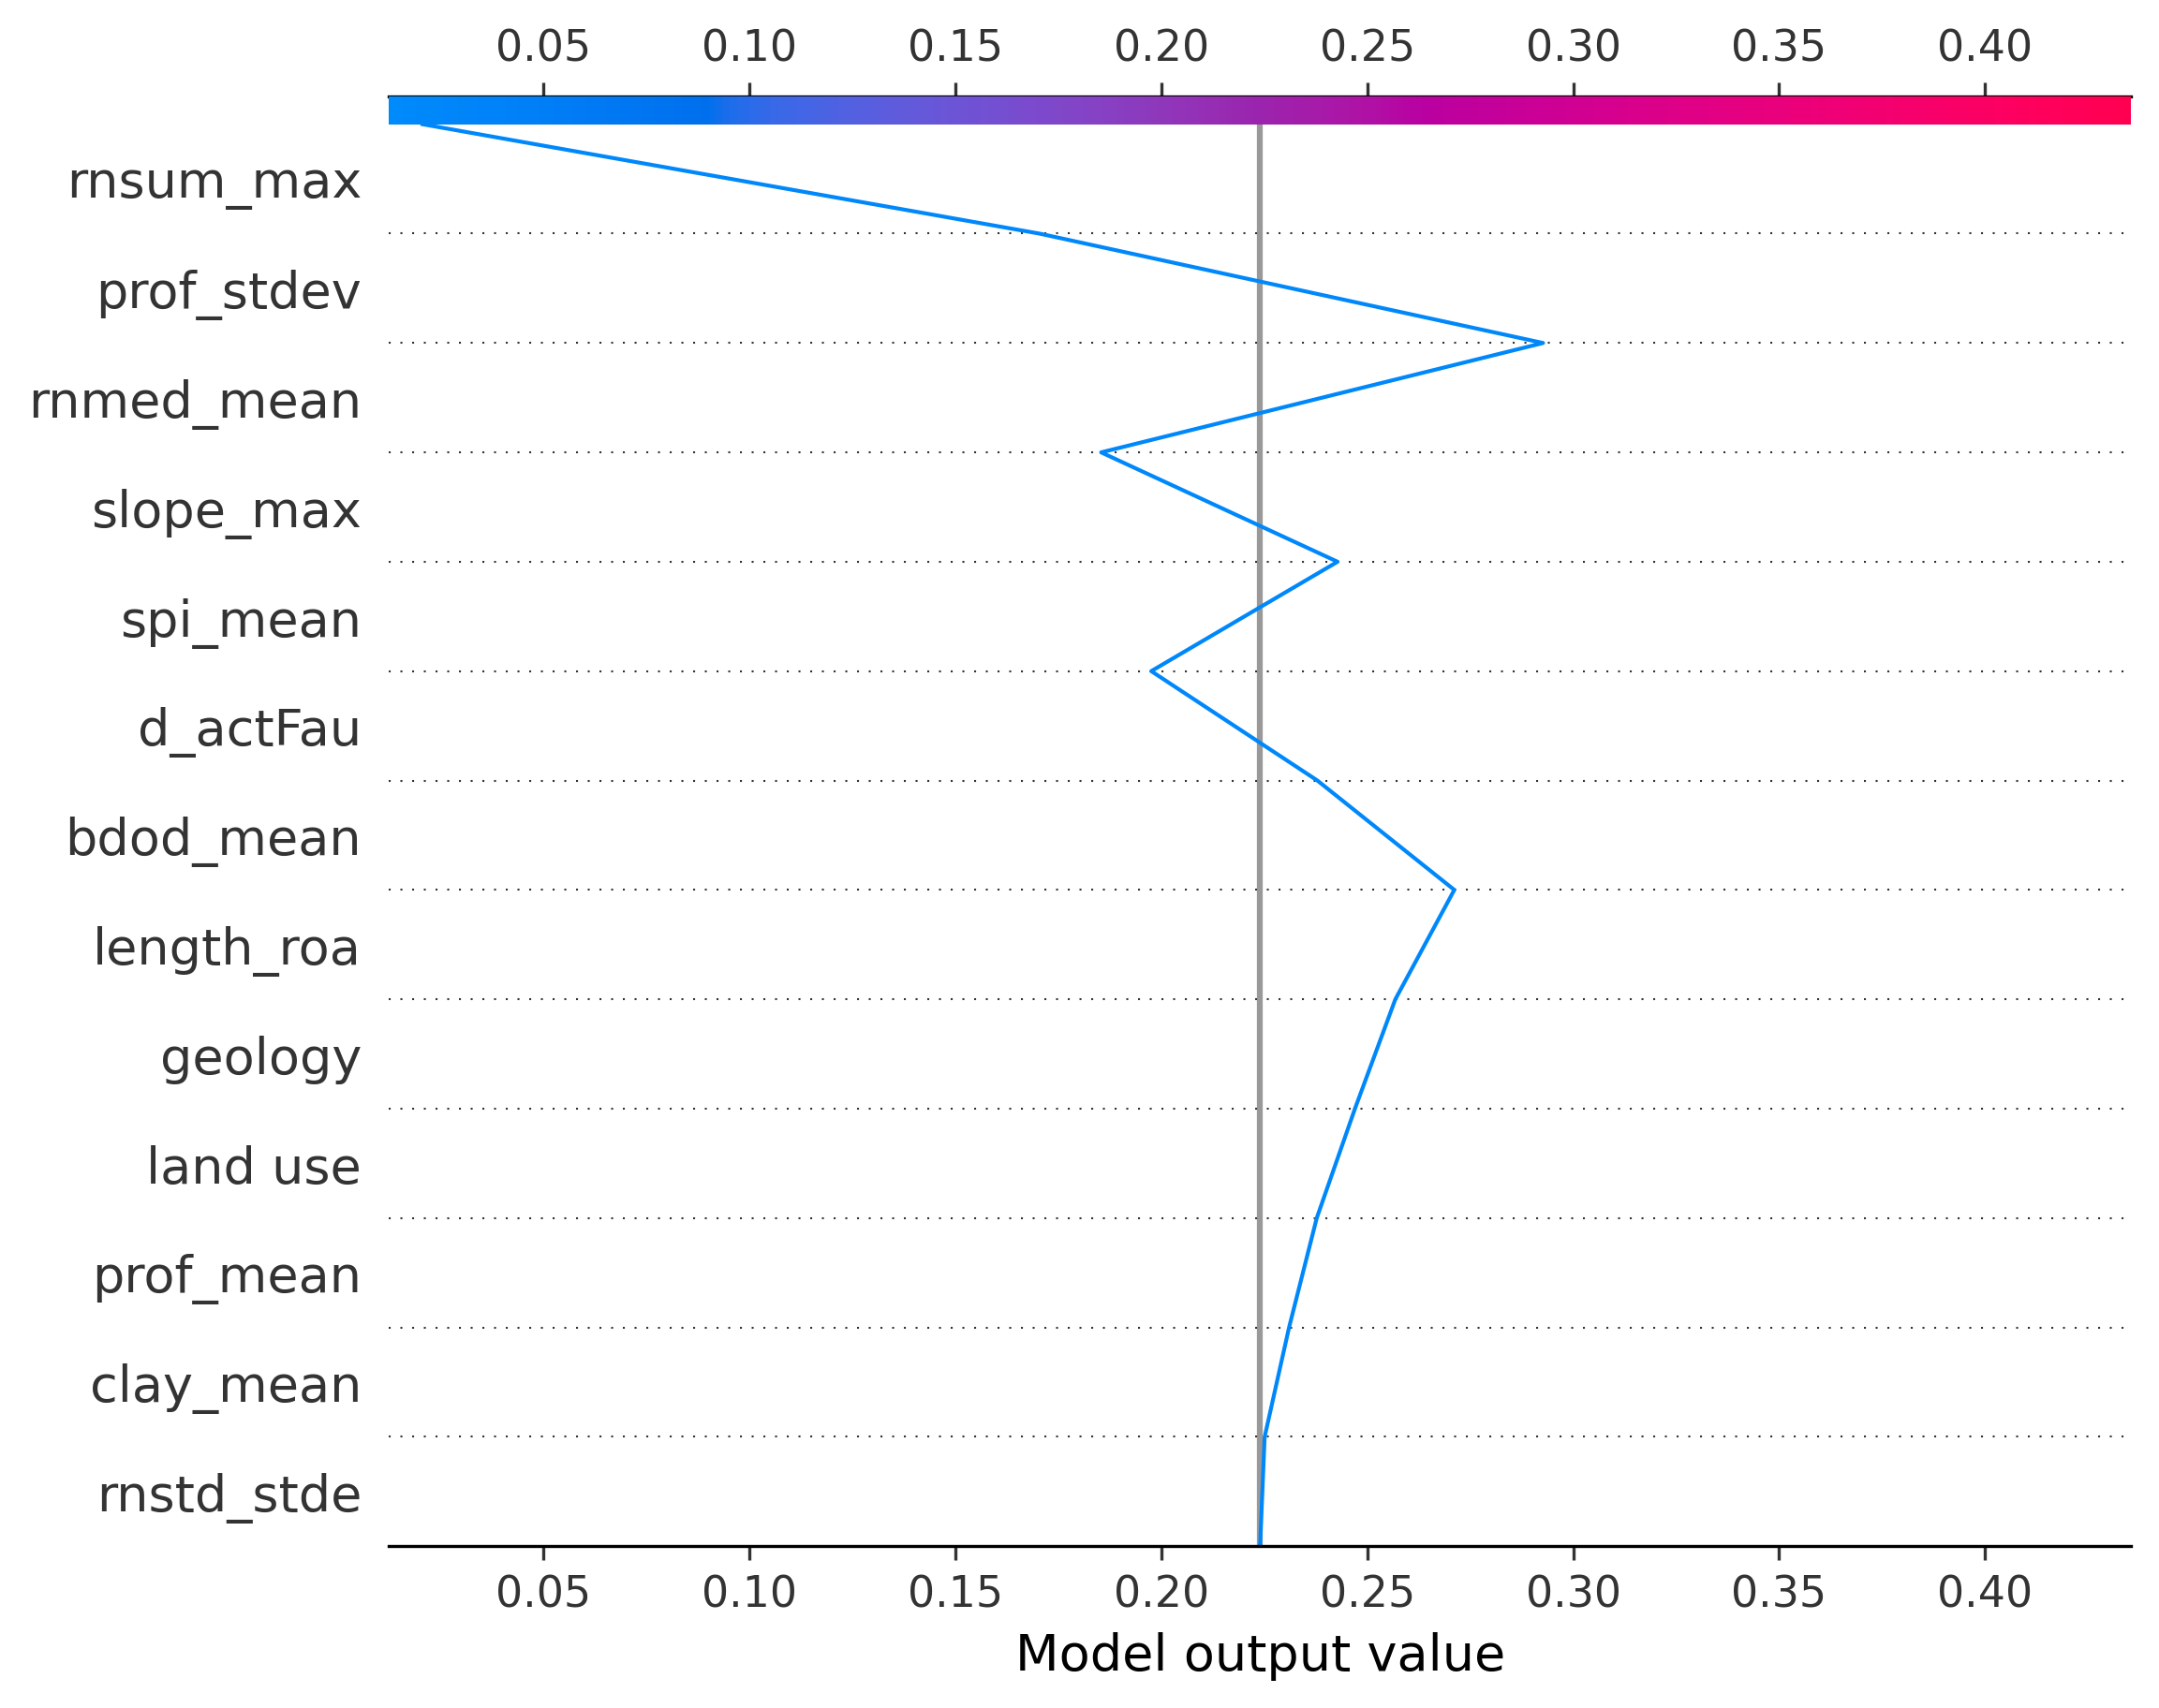 0.05 0.10 0.15 0.20 0.25 0.30 0.35 0.40
rnsum_max
prof_stdev
rnmed_mean
slope_max
spi_mean
d_actFau
bdod_mean
length_roa
geology
land use
prof_mean
clay_mean
rnstd_stde
0.05 0.10 0.15 0.20 0.25 0.30 0.35 0.40
Model output value